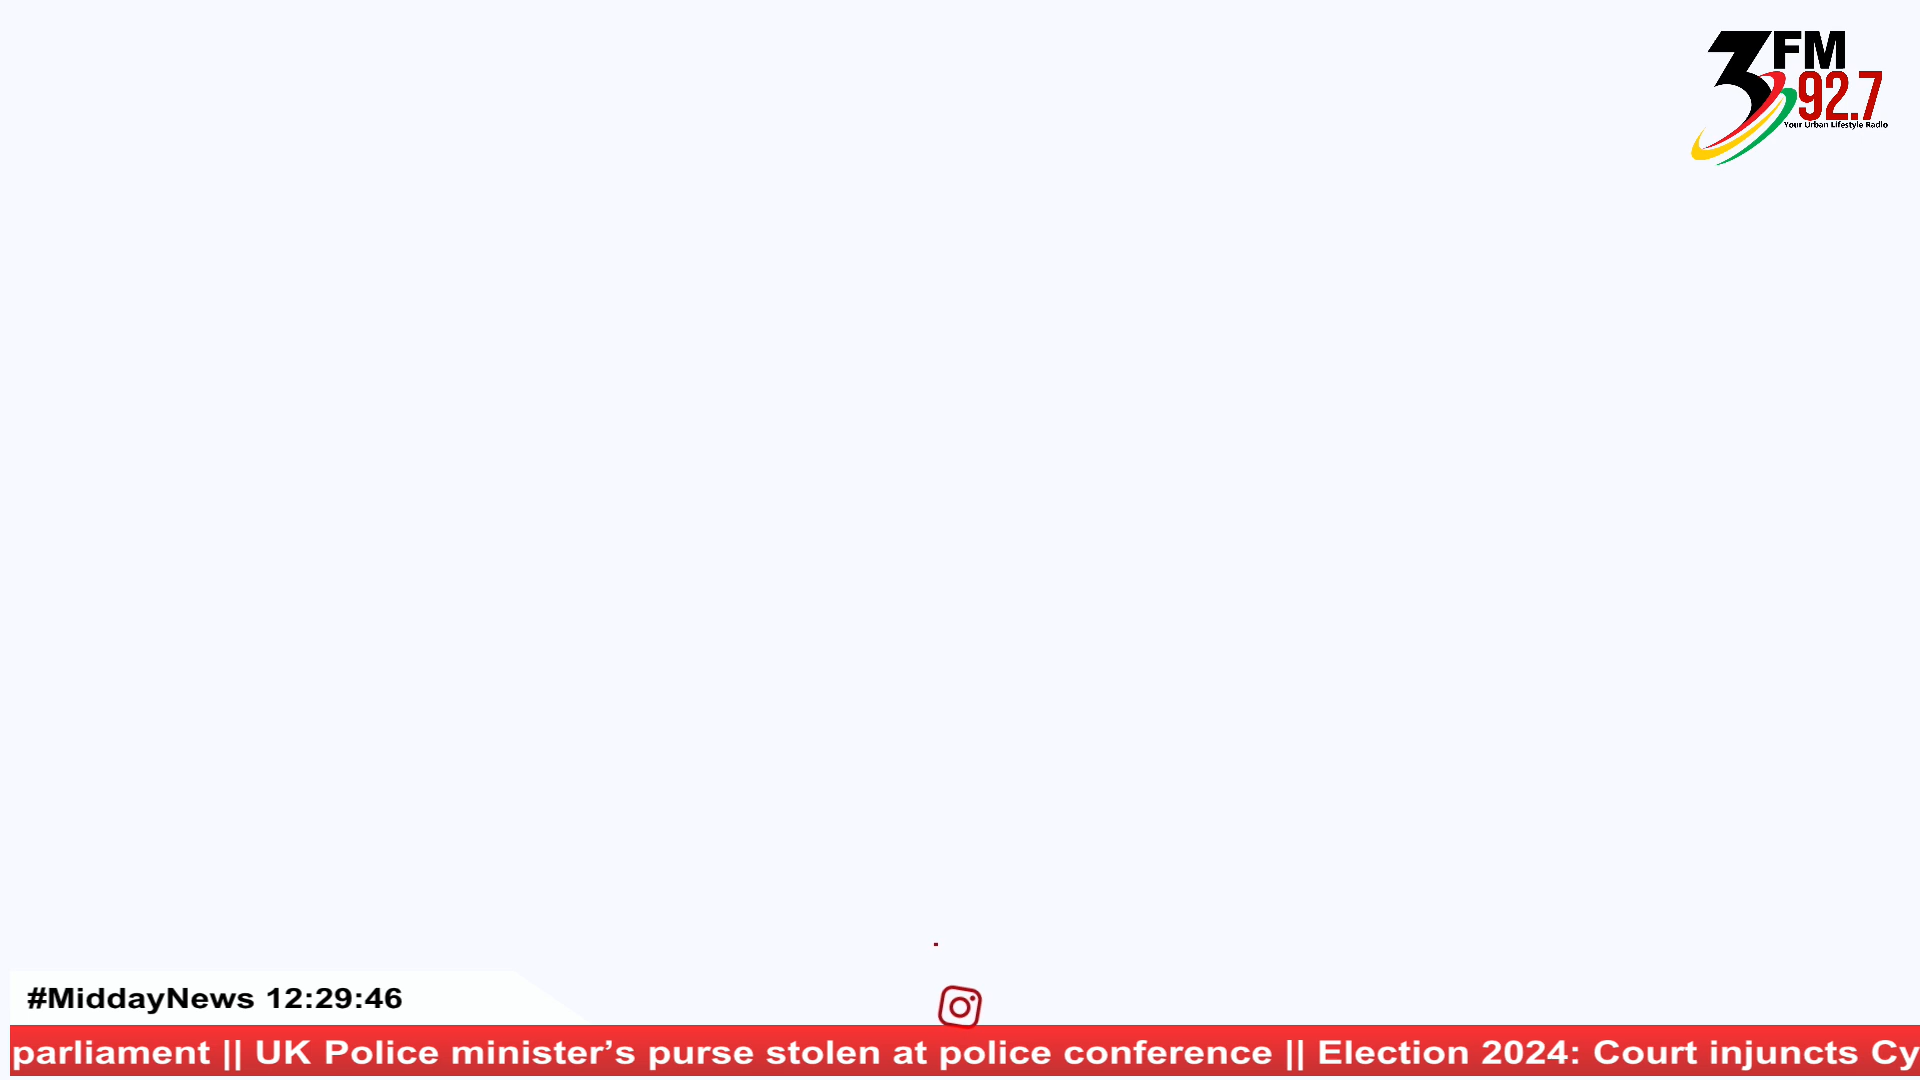 3FM
92.7
Your Urban Lifestyle Radio
#MiddayNews 12:29:46
parliament || UK Police minister’s purse stolen at police conference || Election 2024: Court injuncts Cy